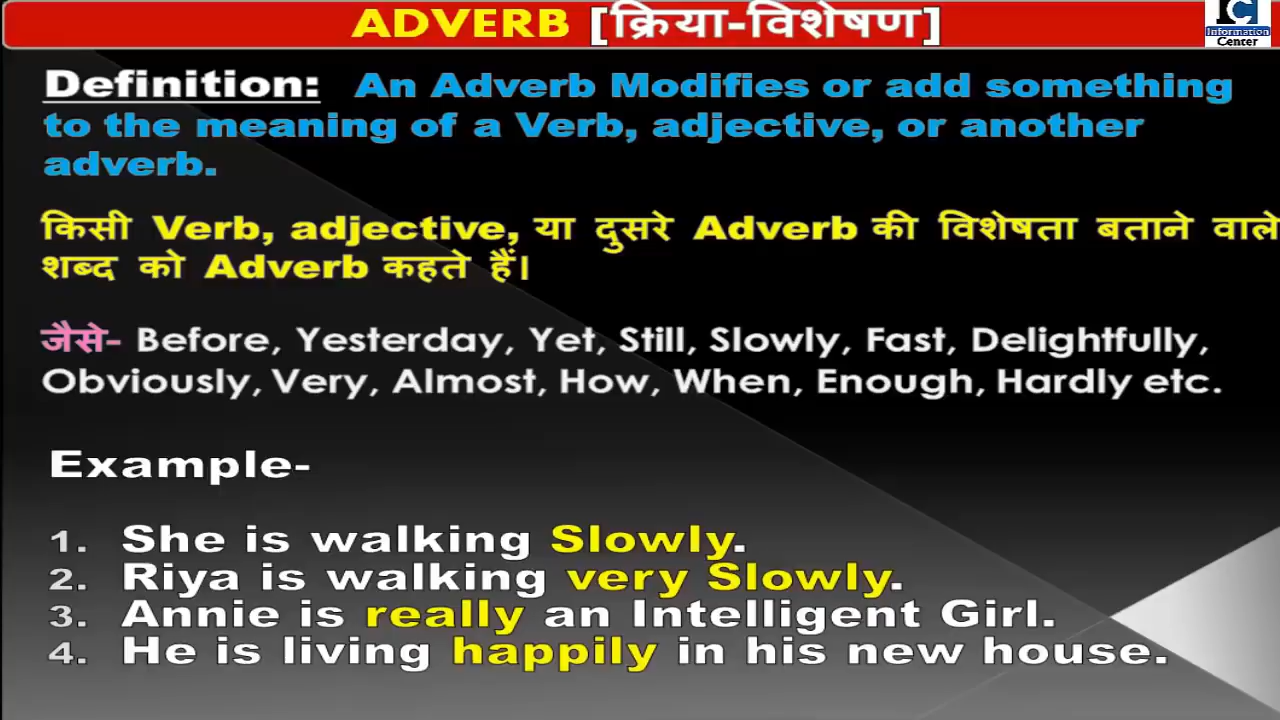 ADVERB [क्रिया-विशेषण]
Information
Center
Definition: An Adverb Modifies or add something
to the meaning of a Verb, adjective, or another
adverb.
किसी Verb, adjective, या दुसरे Adverb की विशेषता बताने वाले
शब्द को Adverb कहते हैं।
जैसे- Before, Yesterday, Yet, Still, Slowly, Fast, Delightfully,
Obviously, Very, Almost, How, When, Enough, Hardly etc.
Example-
1. She is walking Slowly.
2. Riya is walking very Slowly.
3. Annie is really an Intelligent Girl.
4. He is living happily in his new house.